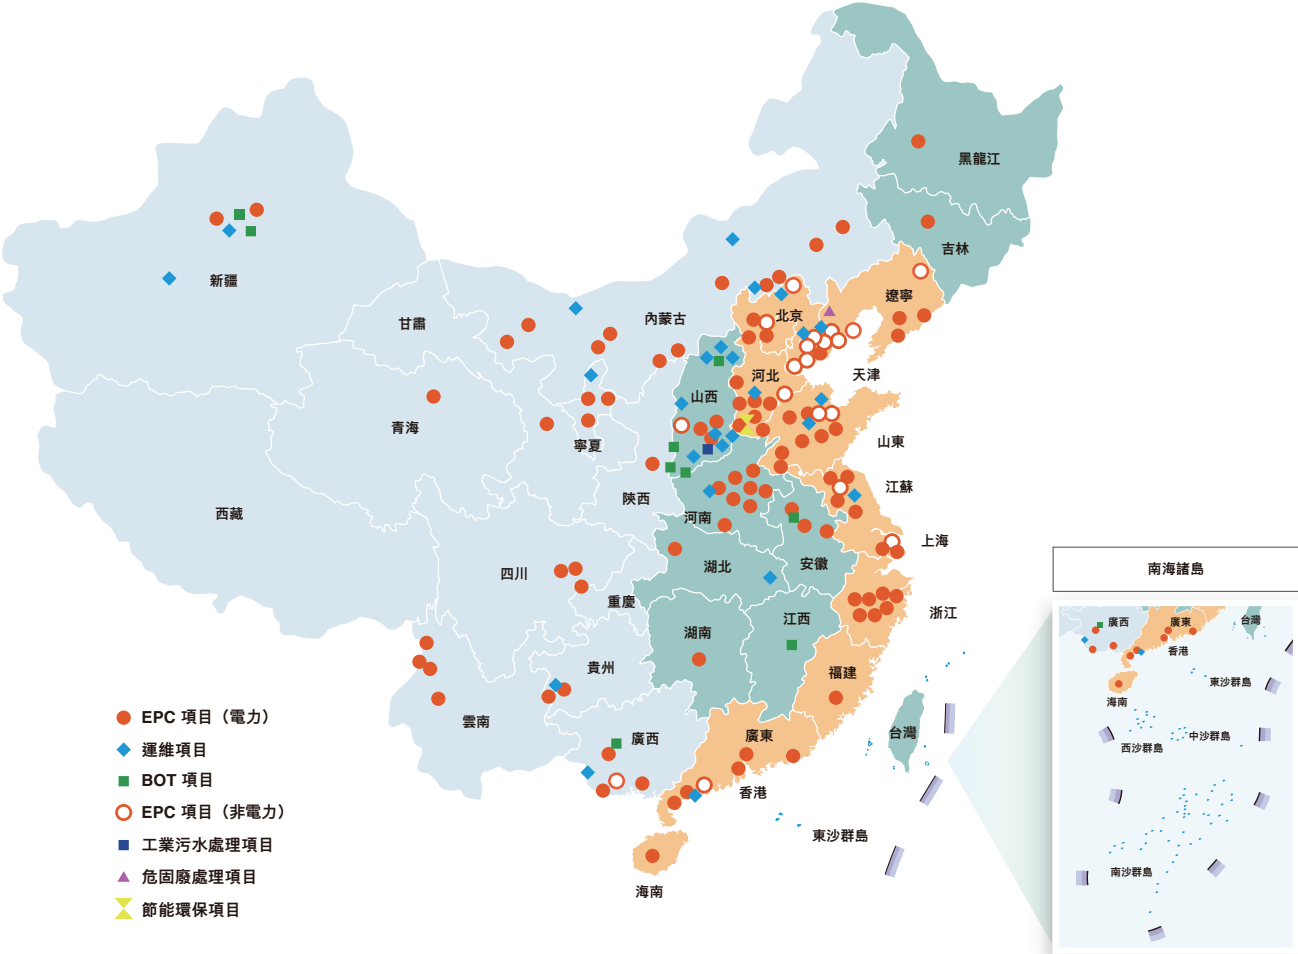 黑龍江
吉林
新疆
遼寧
北京
內蒙古
甘肅
天津
河北
山西
青海
山東
寧夏
江蘇
陝西
西藏
河南
上海
安徽
湖北
四川
南海諸島
重慶
浙江
江西
湖南
貴州
福建
雲南
台灣
廣東
廣西
香港
東沙群島
海南
廣西
廣東
台灣
香港
東沙群島
海南
中沙群島
西沙群島
南沙群島
EPC 項目（電力）
運維項目
BOT 項目
EPC 項目（非電力）
工業污水處理項目
危固廢處理項目
節能環保項目